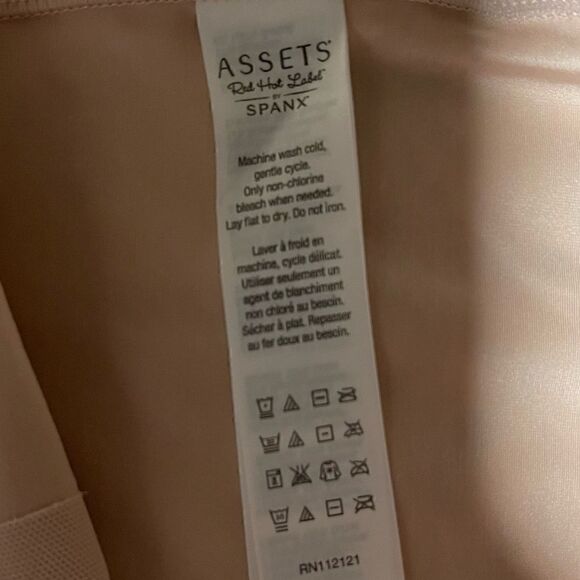 ASSETS®
Red Hot Label™
BY
SPANX®
Machine wash cold,
gentle cycle.
Only non-chlorine
bleach when needed.
Lay flat to dry. Do not iron.
Laver à froid en
machine, cycle délicat.
Utiliser seulement un
agent de blanchiment
non chloré au besoin.
Sécher à plat. Repasser
au fer doux au besoin.
RN112121